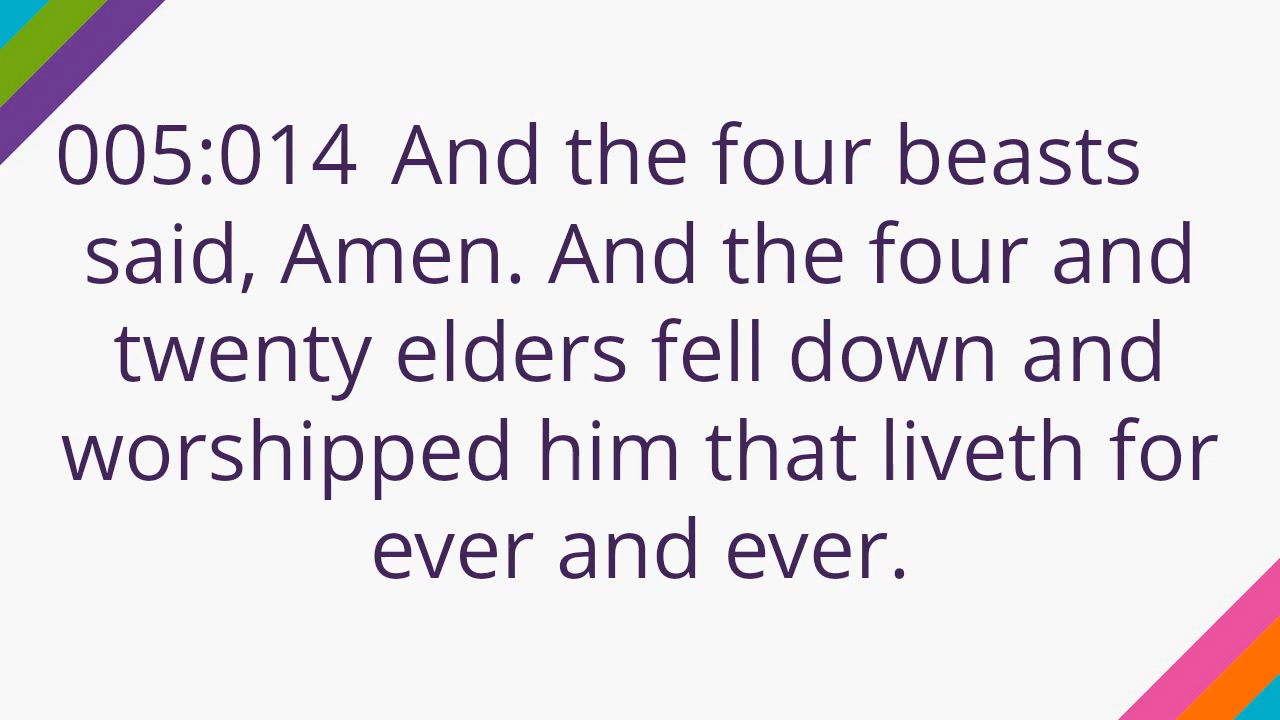 005:014 And the four beasts
said, Amen. And the four and
twenty elders fell down and
worshipped him that liveth for
ever and ever.